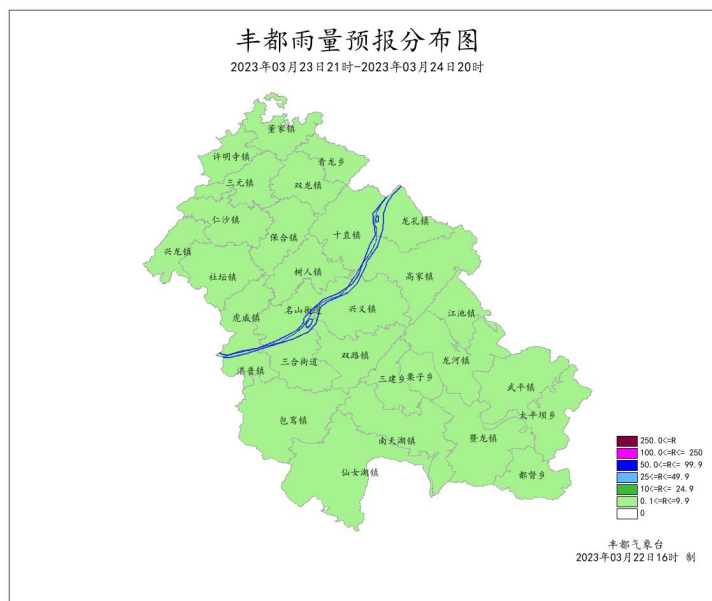 丰都雨量预报分布图
2023年03月23日21时-2023年03月24日20时
董家镇
许明寺镇
青龙乡
三元镇
双龙镇
仁沙镇
龙孔镇
保合镇
十直镇
兴龙镇
社坛镇
树人镇
高家镇
虎威镇
名山街道
兴义镇
江池镇
湛普镇
三合街道
双路镇
龙河镇
三建乡
栗子乡
武平镇
包鸾镇
太平坝乡
南天湖镇
暨龙镇
仙女湖镇
都督乡
250.0<=R
100.0<=R<= 250
50.0<=R<= 99.9
25<=R<=49.9
10<=R<= 24.9
0.1<=R<=9.9
0
丰都气象台
2023年03月22日16时 制